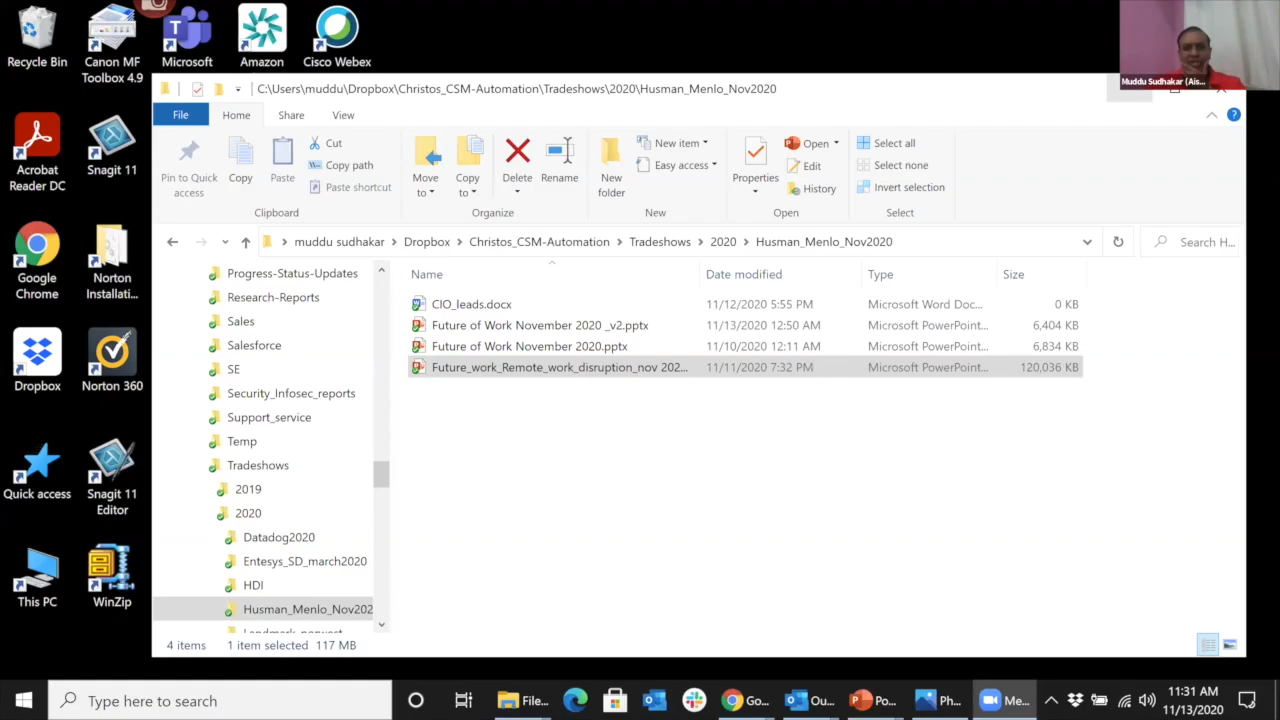 Recycle Bin
Canon MF
Toolbox 4.9
Microsoft
Amazon
Cisco Webex
Muddu Sudhakar (Ais...
C:\Users\muddu\Dropbox\Christos_CSM-Automation\Tradeshows\2020\Husman_Menlo_Nov2020
File
Home
Share
View
Pin to Quick
access
Copy
Paste
Cut
Copy path
Paste shortcut
Clipboard
Move
to
Copy
to
Delete
Rename
Organize
New
folder
New item
Easy access
New
Properties
Open
Edit
History
Open
Select all
Select none
Invert selection
Select
muddu sudhakar > Dropbox > Christos_CSM-Automation > Tradeshows > 2020 > Husman_Menlo_Nov2020
Search H...
Acrobat
Reader DC
Snagit 11
Google
Chrome
Norton
Installati...
Dropbox
Norton 360
Quick access
Snagit 11
Editor
This PC
WinZip
Progress-Status-Updates
Research-Reports
Sales
Salesforce
SE
Security_Infosec_reports
Support_service
Temp
Tradeshows
2019
2020
Datadog2020
Entesys_SD_march2020
HDI
Husman_Menlo_Nov202
Name Date modified Type Size
CIO_leads.docx 11/12/2020 5:55 PM Microsoft Word Doc... 0 KB
Future of Work November 2020 _v2.pptx 11/13/2020 12:50 AM Microsoft PowerPoint... 6,404 KB
Future of Work November 2020.pptx 11/10/2020 12:11 AM Microsoft PowerPoint... 6,834 KB
Future_work_Remote_work_disruption_nov 202... 11/11/2020 7:32 PM Microsoft PowerPoint... 120,036 KB
4 items 1 item selected 117 MB
Type here to search
File...
Go...
Ou...
Po...
Ph...
Me...
11:31 AM
11/13/2020